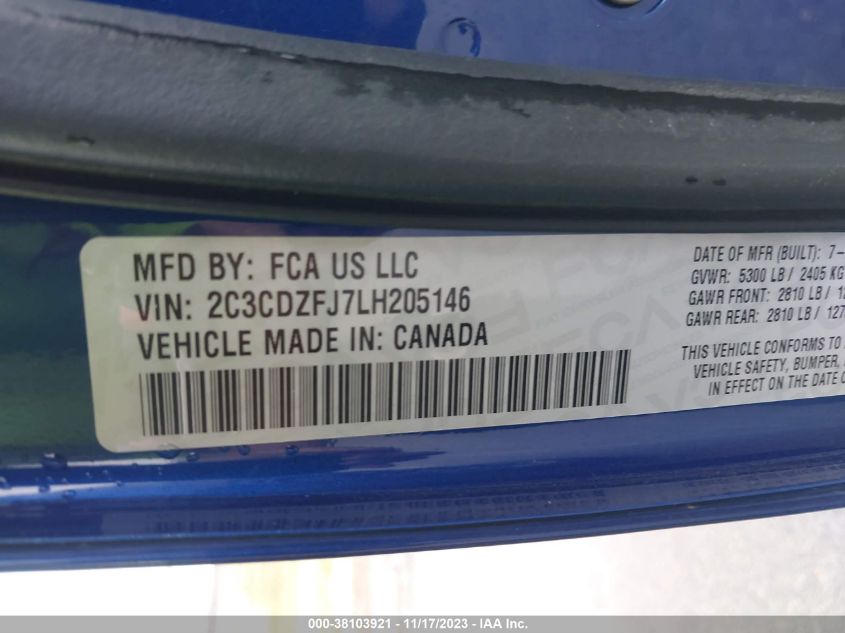 MFD BY: FCA US LLC
VIN: 2C3CDZFJ7LH205146
VEHICLE MADE IN: CANADA
DATE OF MFR (BUILT): 7-
GVWR: 5300 LB / 2405 KG
GAWR FRONT: 2810 LB / 12
GAWR REAR: 2810 LB / 127
THIS VEHICLE CONFORMS TO
VEHICLE SAFETY, BUMPER,
IN EFFECT ON THE DATE O
000-38103921 - 11/17/2023 - IAA Inc.